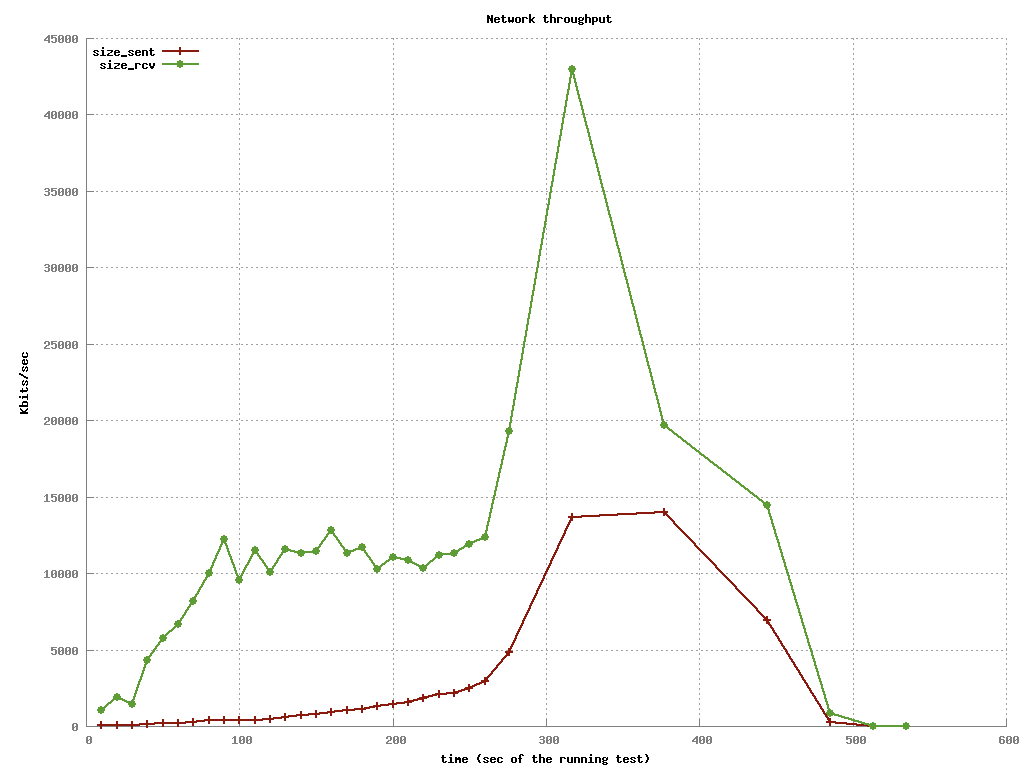 Network throughput
45000
size_sent
size_rcv
40000
35000
30000
25000
Kbits/sec
20000
15000
10000
5000
0
0 100 200 300 400 500 600
time (sec of the running test)